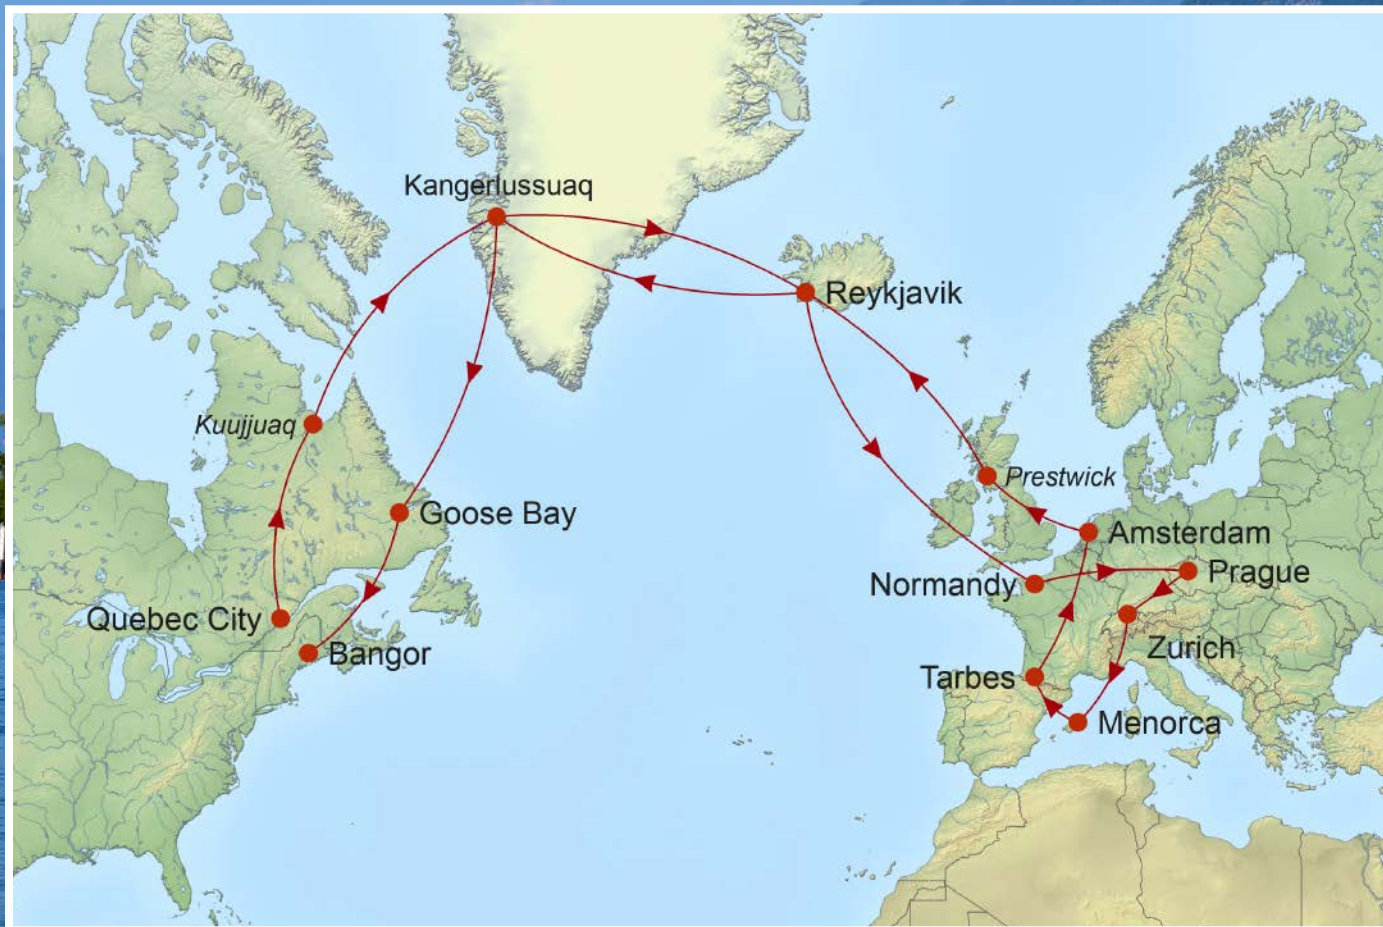 Kangerlussuaq
Reykjavik
Kuujjuaq
Prestwick
Goose Bay
Amsterdam
Prague
Normandy
Quebec City
Zurich
Bangor
Tarbes
Menorca